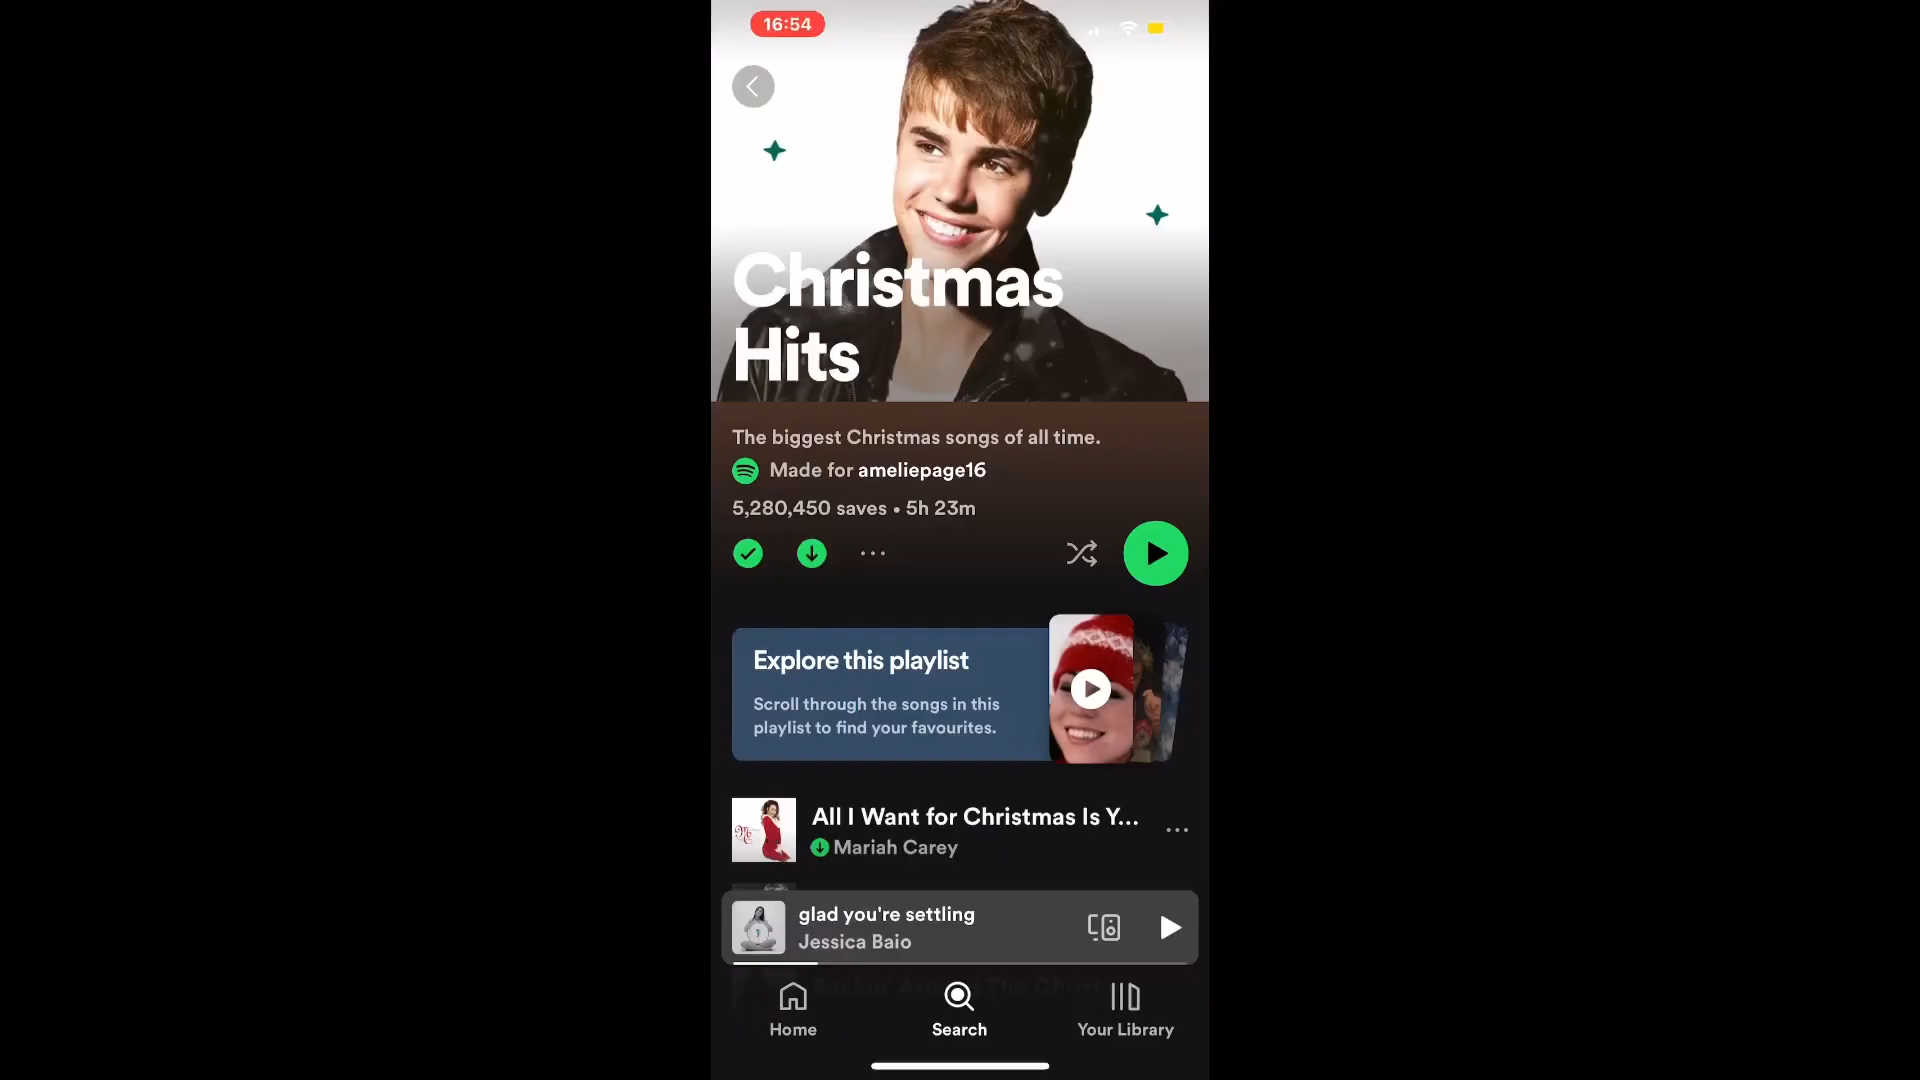 16:54
Christmas
Hits
The biggest Christmas songs of all time.
Made for ameliepage16
5,280,450 saves • 5h 23m
Explore this playlist
Scroll through the songs in this
playlist to find your favourites.
All I Want for Christmas Is Y...
Mariah Carey
glad you're settling
Jessica Baio
Home
Search
Your Library